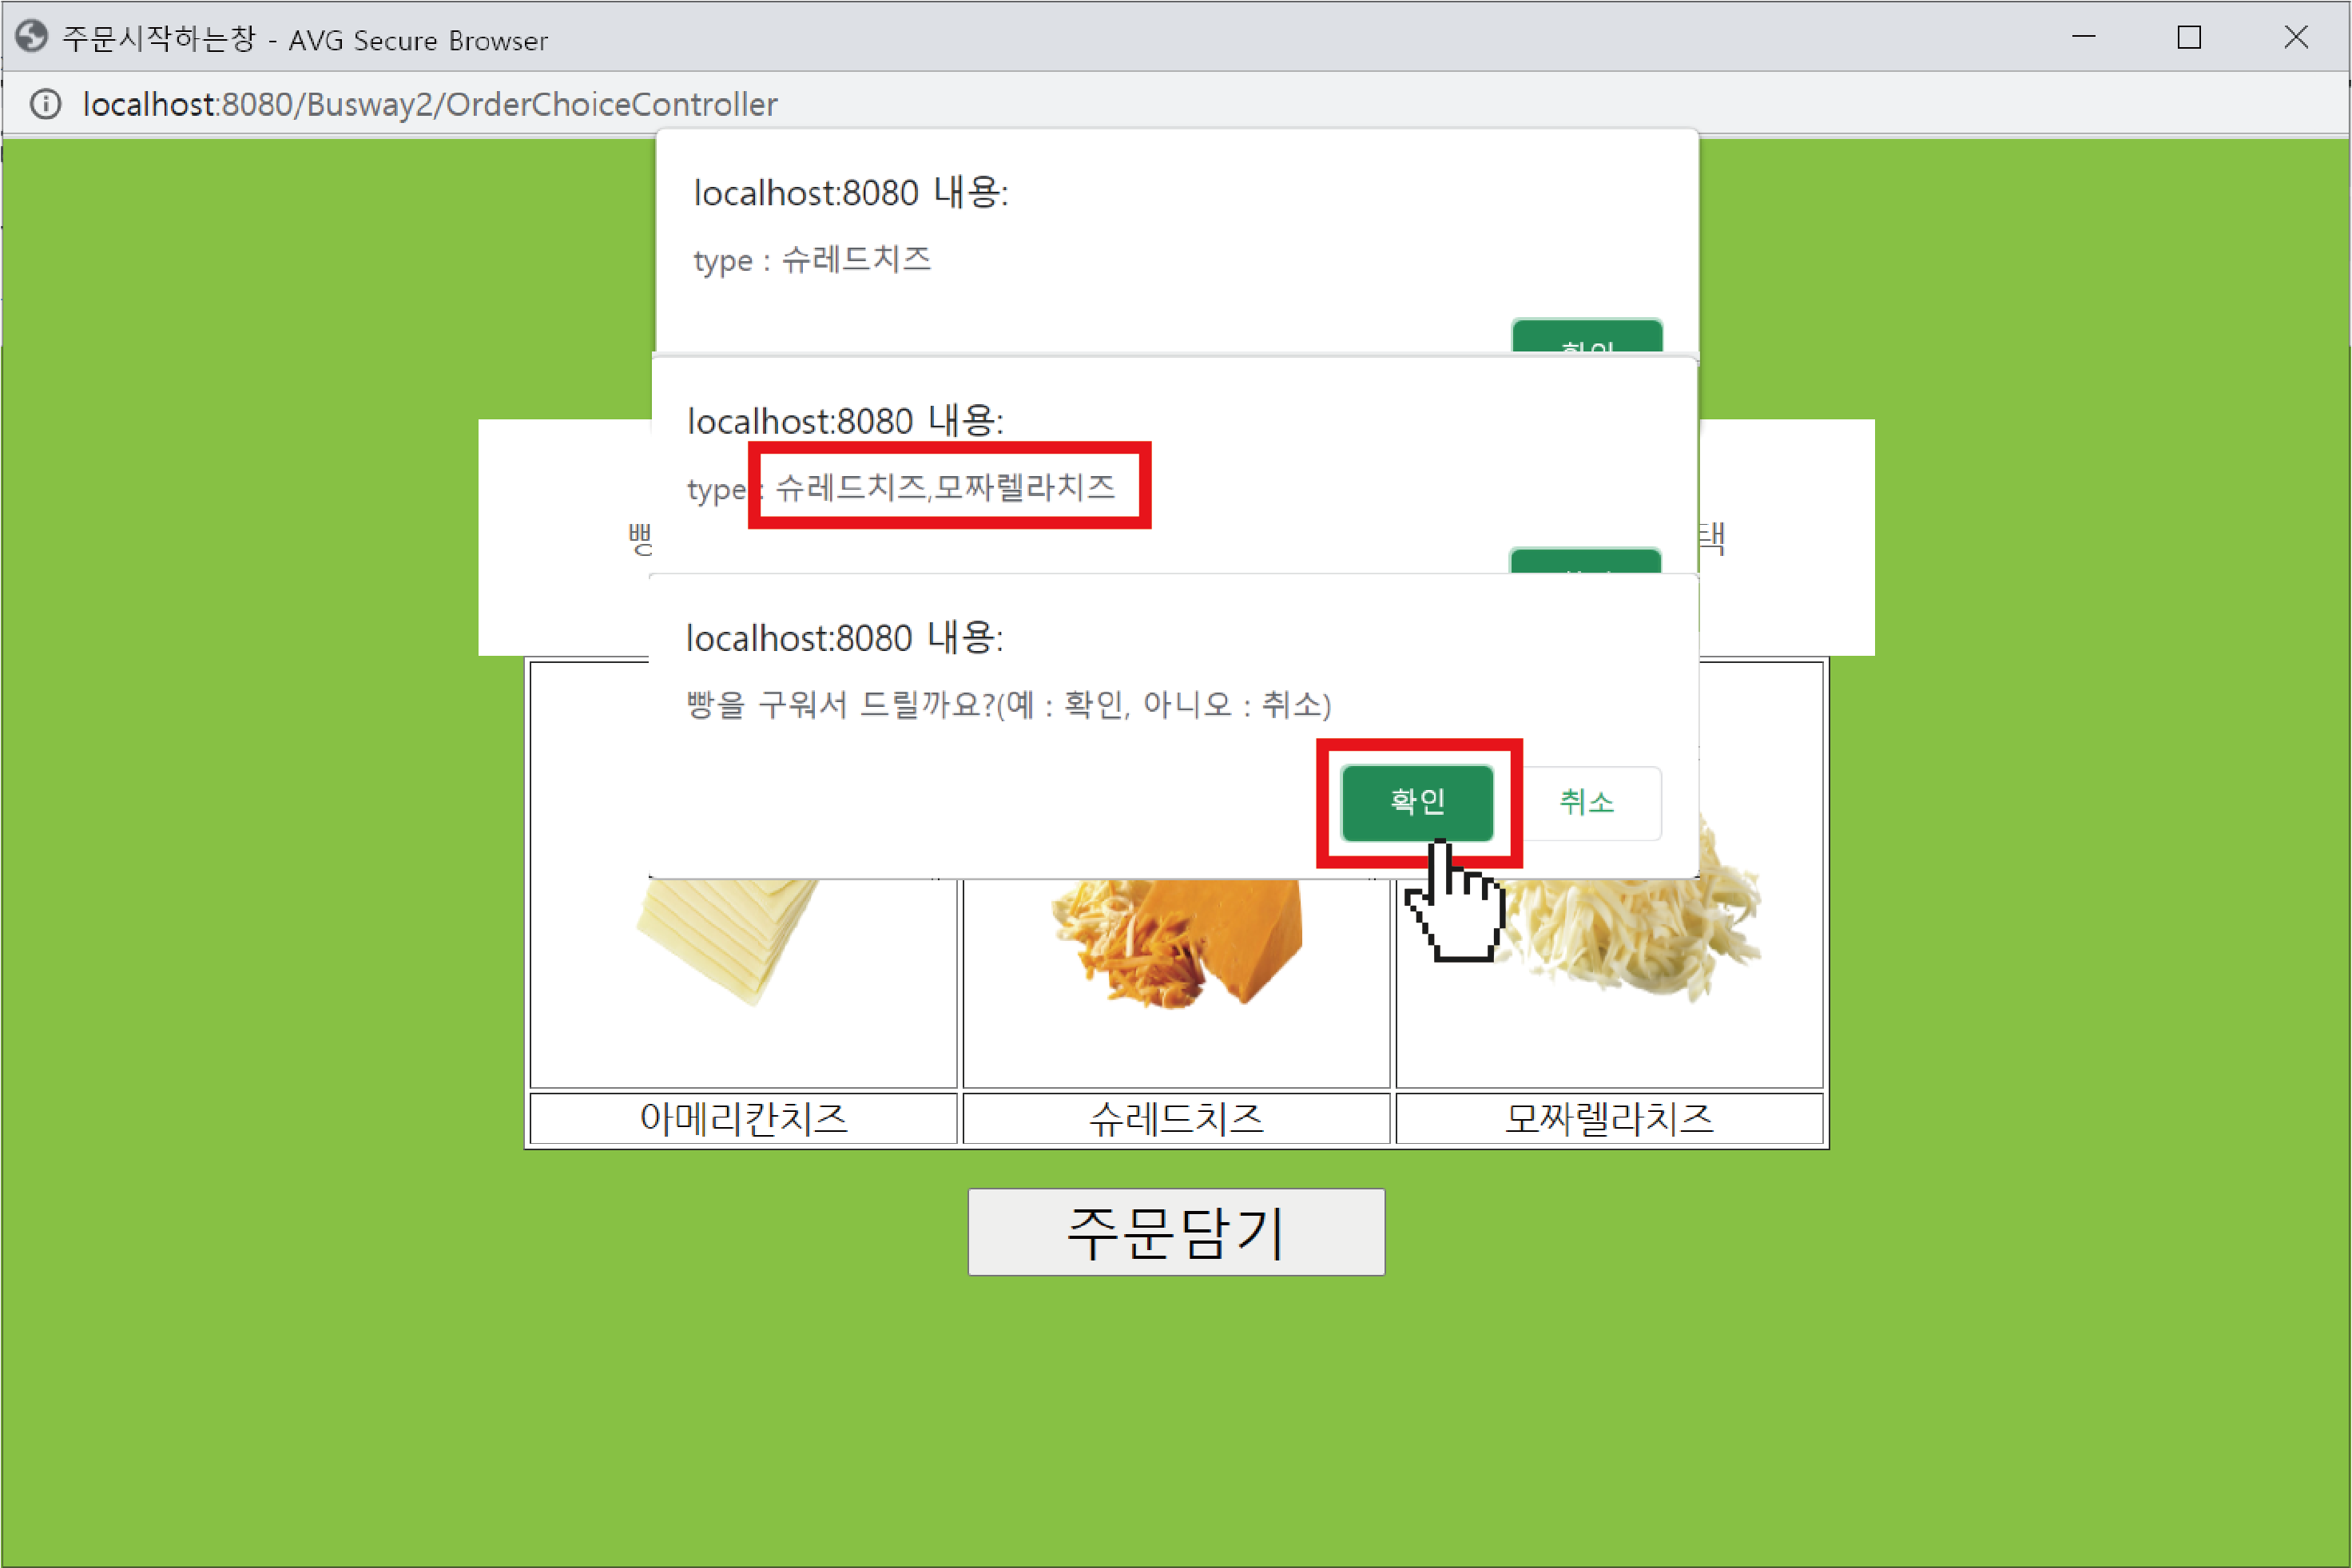 주문시작하는창 - AVG Secure Browser
localhost:8080/Busway2/OrderChoiceController
localhost:8080 내용:
type : 슈레드치즈
확인
localhost:8080 내용:
type : 슈레드치즈,모짜렐라치즈
빵
택
localhost:8080 내용:
빵을 구워서 드릴까요?(예 : 확인, 아니오 : 취소)
확인 취소
아메리칸치즈 슈레드치즈 모짜렐라치즈
주문담기